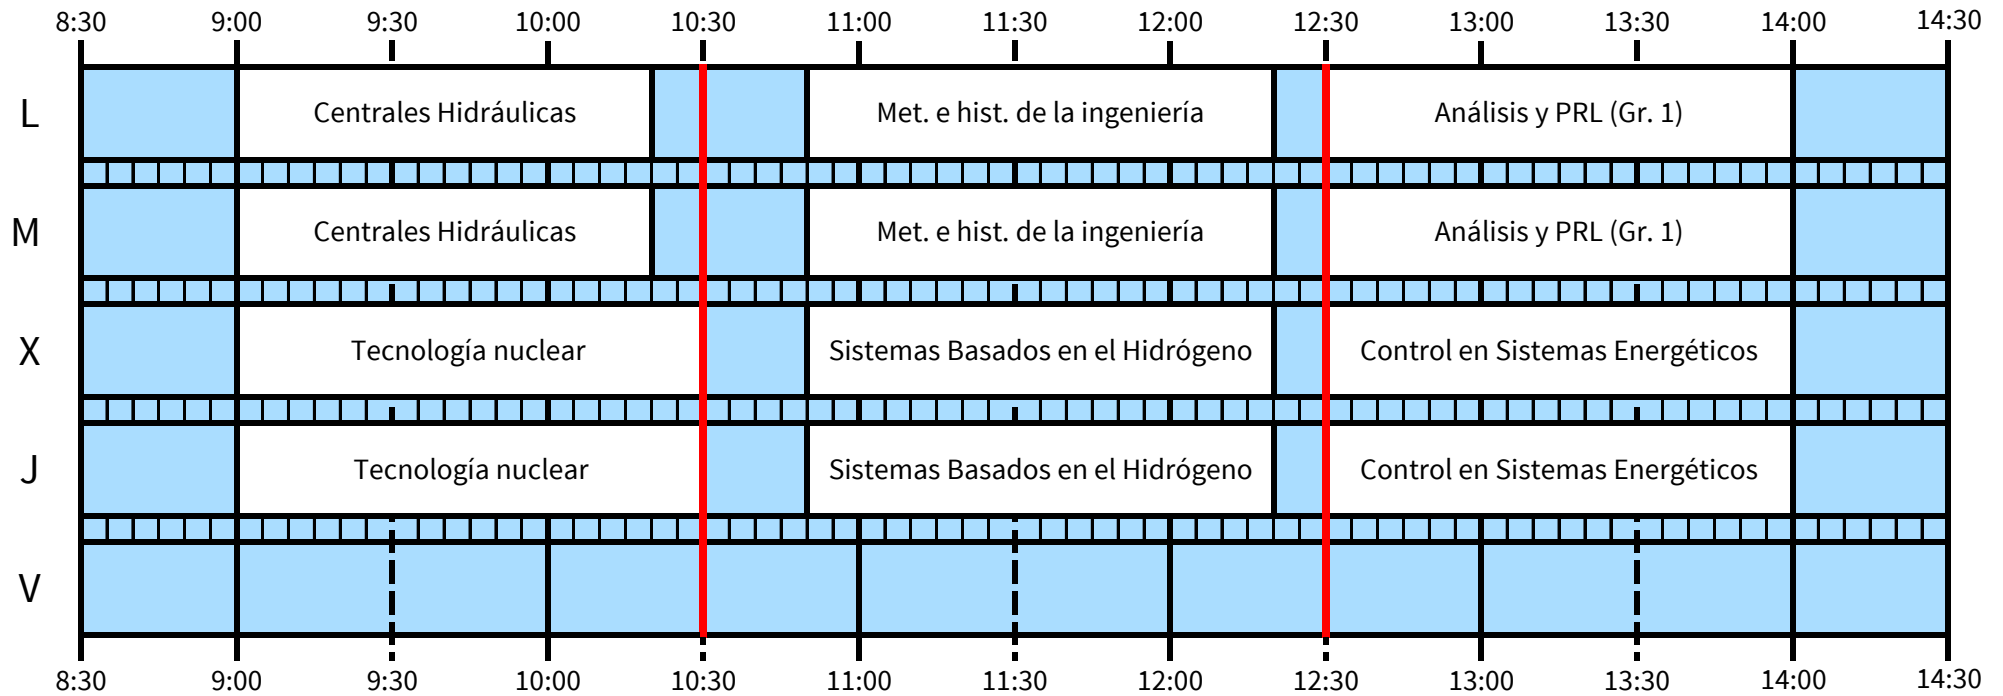 8:30 9:00 9:30 10:00 10:30 11:00 11:30 12:00 12:30 13:00 13:30 14:00 14:30
L Centrales Hidráulicas Met. e hist. de la ingeniería Análisis y PRL (Gr. 1)
M Centrales Hidráulicas Met. e hist. de la ingeniería Análisis y PRL (Gr. 1)
X Tecnología nuclear Sistemas Basados en el Hidrógeno Control en Sistemas Energéticos
J Tecnología nuclear Sistemas Basados en el Hidrógeno Control en Sistemas Energéticos
V
8:30 9:00 9:30 10:00 10:30 11:00 11:30 12:00 12:30 13:00 13:30 14:00 14:30